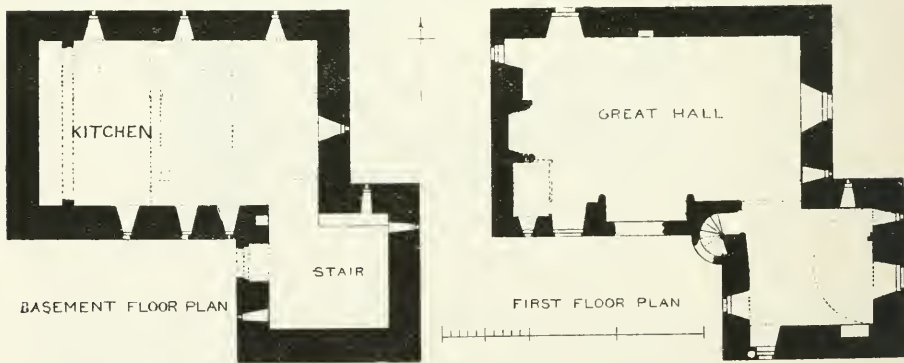 KITCHEN
STAIR
BASEMENT FLOOR PLAN
GREAT HALL
FIRST FLOOR PLAN